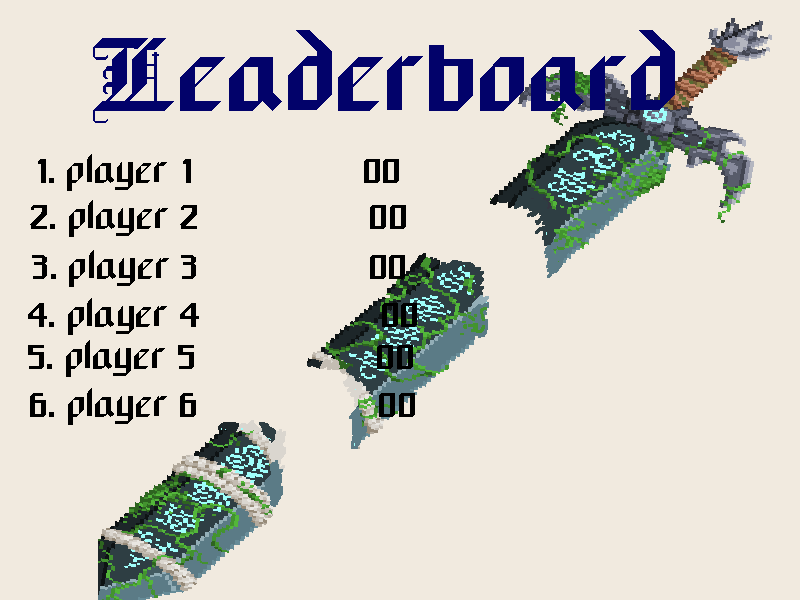 Leaderboard
1. player 1 00
2. player 2 00
3. player 3 00
4. player 4 00
5. player 5 00
6. player 6 00